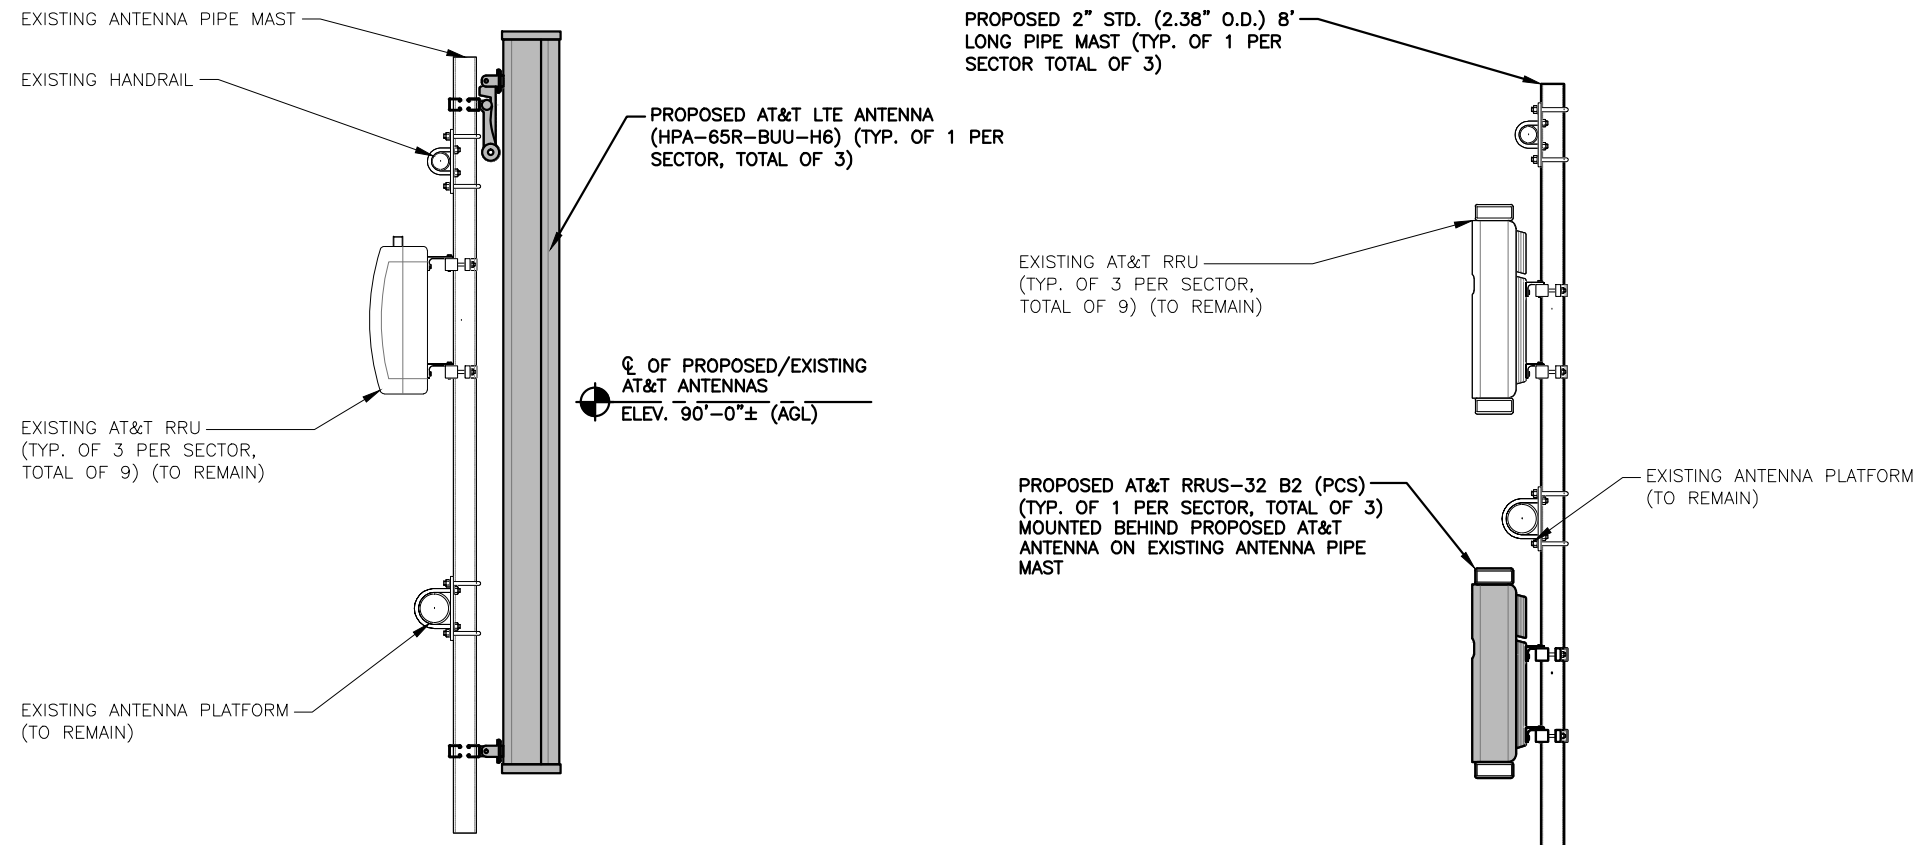 EXISTING ANTENNA PIPE MAST
EXISTING HANDRAIL
PROPOSED AT&T LTE ANTENNA
(HPA-65R-BUU-H6) (TYP. OF 1 PER
SECTOR, TOTAL OF 3)
℄ OF PROPOSED/EXISTING
AT&T ANTENNAS
ELEV. 90'-0"± (AGL)
EXISTING AT&T RRU
(TYP. OF 3 PER SECTOR,
TOTAL OF 9) (TO REMAIN)
EXISTING ANTENNA PLATFORM
(TO REMAIN)
PROPOSED 2" STD. (2.38" O.D.) 8'
LONG PIPE MAST (TYP. OF 1 PER
SECTOR TOTAL OF 3)
EXISTING AT&T RRU
(TYP. OF 3 PER SECTOR,
TOTAL OF 9) (TO REMAIN)
PROPOSED AT&T RRUS-32 B2 (PCS)
(TYP. OF 1 PER SECTOR, TOTAL OF 3)
MOUNTED BEHIND PROPOSED AT&T
ANTENNA ON EXISTING ANTENNA PIPE
MAST
EXISTING ANTENNA PLATFORM
(TO REMAIN)